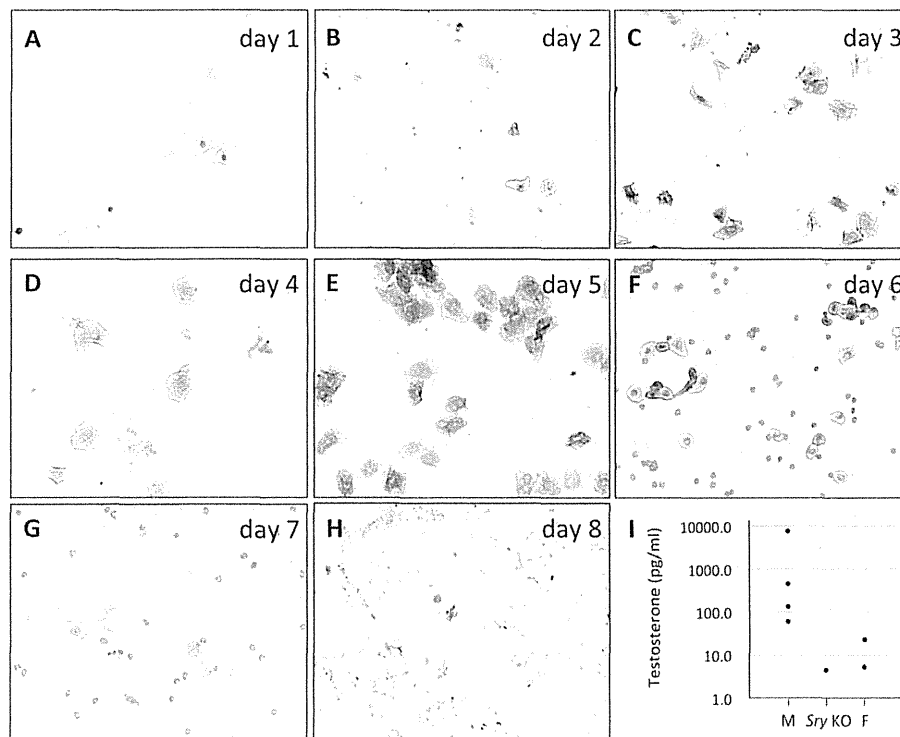 A day 1
B day 2
C day 3
D day 4
E day 5
F day 6
G day 7
H day 8
I
Testosterone (pg/ml)
10000.0
1000.0
100.0
10.0
1.0
M Sry KO F